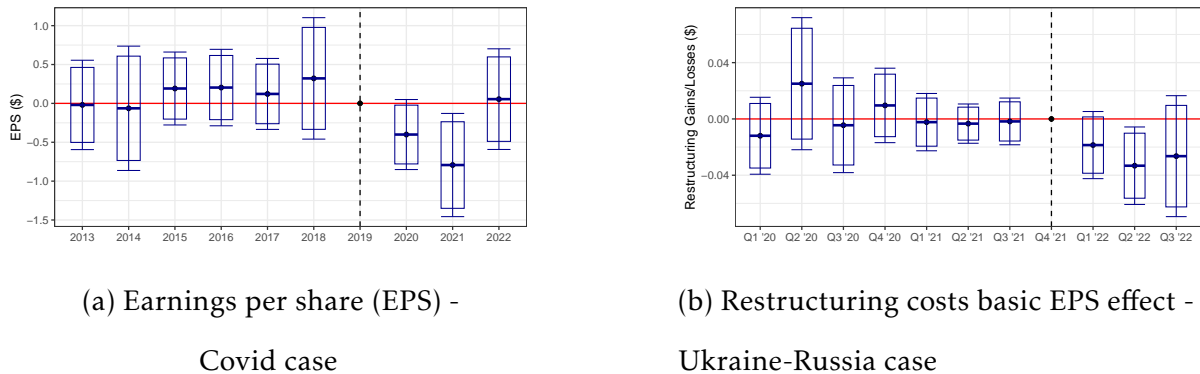 EPS ($)
1.0
0.5
0.0
−0.5
−1.0
−1.5
2013 2014 2015 2016 2017 2018 2019 2020 2021 2022
(a) Earnings per share (EPS) -
Covid case
Restructuring Gains/Losses ($)
0.04
0.00
−0.04
Q1 '20 Q2 '20 Q3 '20 Q4 '20 Q1 '21 Q2 '21 Q3 '21 Q4 '21 Q1 '22 Q2 '22 Q3 '22
(b) Restructuring costs basic EPS effect -
Ukraine-Russia case